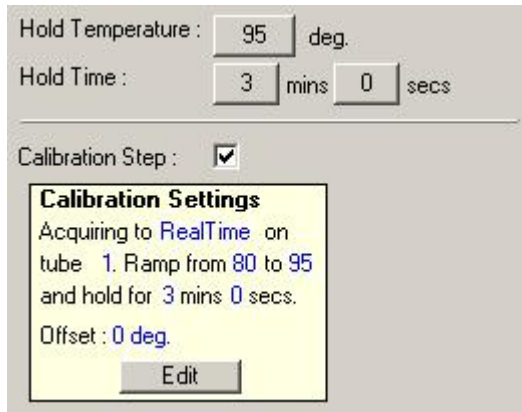 Hold Temperature : 95 deg.
Hold Time : 3 mins 0 secs
Calibration Step :
Calibration Settings
Acquiring to RealTime on
tube 1. Ramp from 80 to 95
and hold for 3 mins 0 secs.
Offset : 0 deg.
Edit